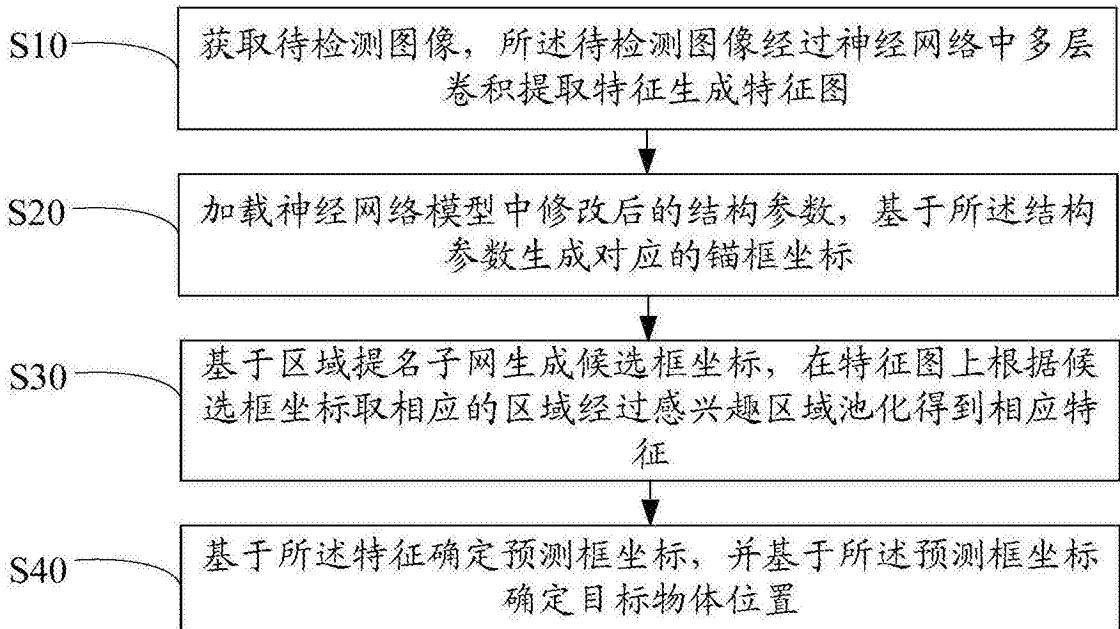 S10
获取待检测图像，所述待检测图像经过神经网络中多层
卷积提取特征生成特征图
S20
加载神经网络模型中修改后的结构参数，基于所述结构
参数生成对应的锚框坐标
S30
基于区域提名子网生成候选框坐标，在特征图上根据候
选框坐标取相应的区域经过感兴趣区域池化得到相应特
征
S40
基于所述特征确定预测框坐标，并基于所述预测框坐标
确定目标物体位置